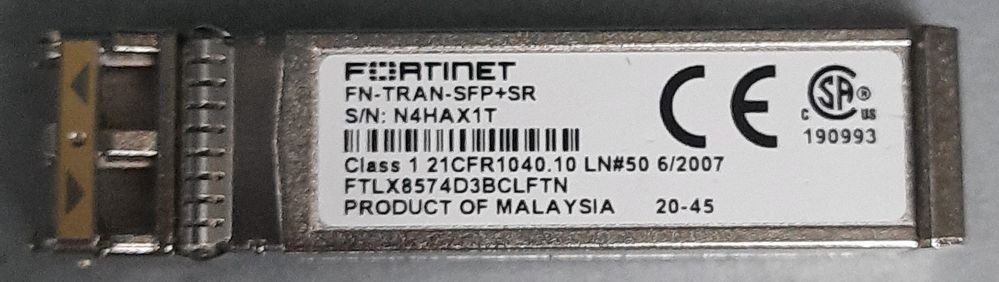 FORTINET
FN-TRAN-SFP+SR
S/N: N4HAX1T
Class 1 21CFR1040.10 LN#50 6/2007
FTLX8574D3BCLFTN
PRODUCT OF MALAYSIA 20-45
CE
SA ®
C US
190993